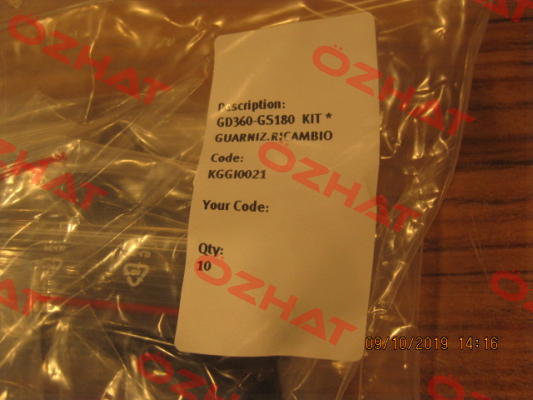 ÖZHAT
ÖZHAT
Description:
GD360-GS180 KIT *
GUARNIZ.RICAMBIO
Code:
KGGI0021
ÖZHAT
Your Code:
Qty:
10
ÖZHAT
09/10/2019 14:16